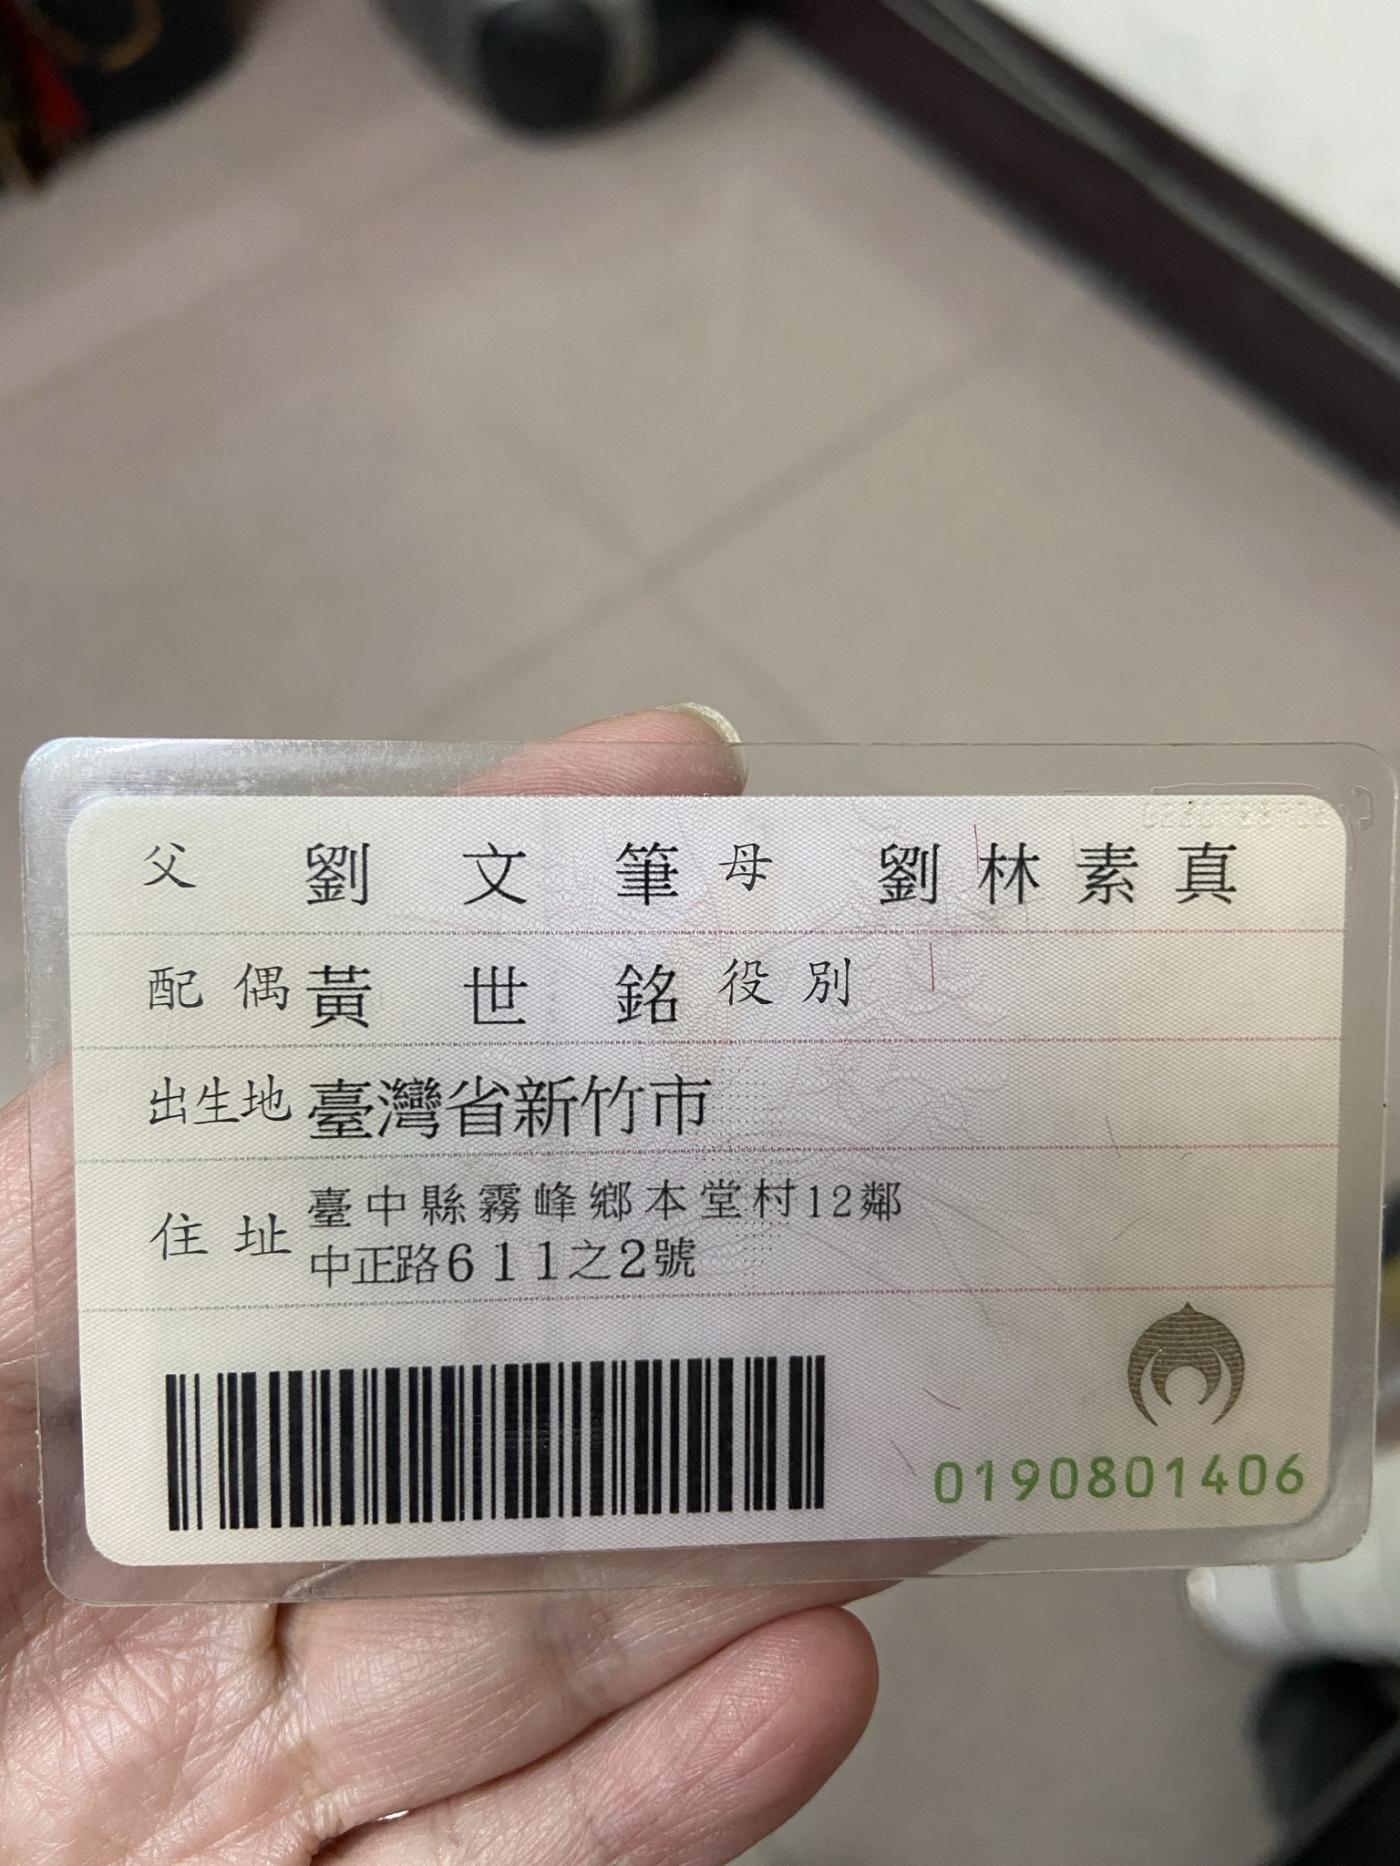 父 劉文筆 母 劉林素真
配偶 黃世銘 役別
出生地 臺灣省新竹市
住址 臺中縣霧峰鄉本堂村12鄰
中正路611之2號
0190801406